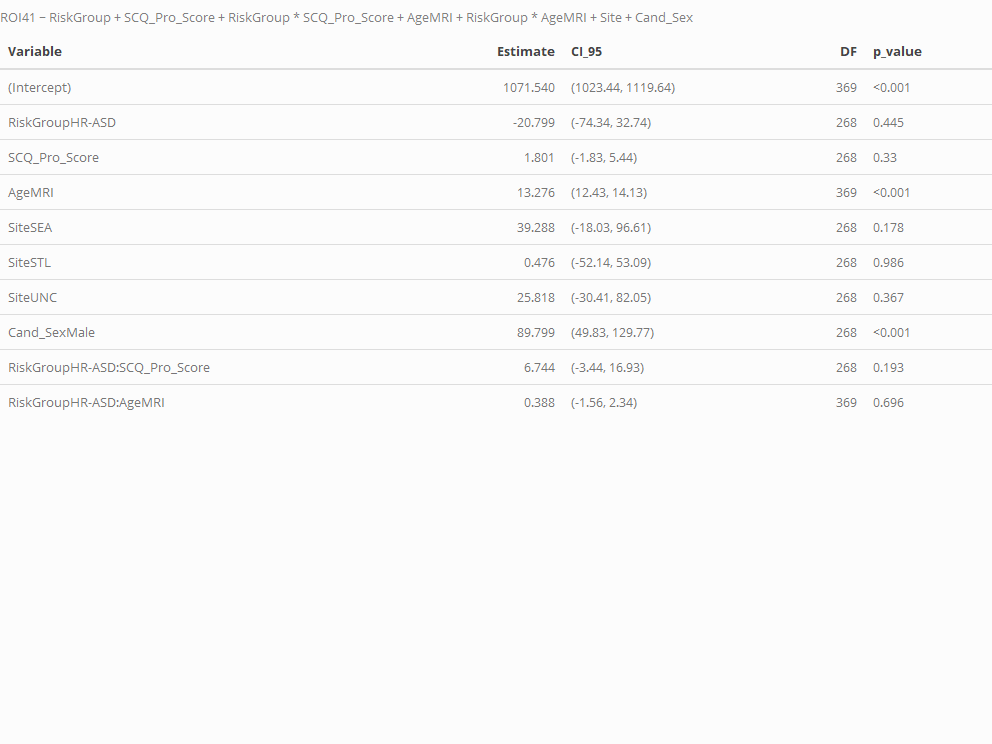 ROI41 ~ RiskGroup + SCQ_Pro_Score + RiskGroup * SCQ_Pro_Score + AgeMRI + RiskGroup * AgeMRI + Site + Cand_Sex
Variable Estimate CI_95 DF p_value
(Intercept) 1071.540 (1023.44, 1119.64) 369 <0.001
RiskGroupHR-ASD -20.799 (-74.34, 32.74) 268 0.445
SCQ_Pro_Score 1.801 (-1.83, 5.44) 268 0.33
AgeMRI 13.276 (12.43, 14.13) 369 <0.001
SiteSEA 39.288 (-18.03, 96.61) 268 0.178
SiteSTL 0.476 (-52.14, 53.09) 268 0.986
SiteUNC 25.818 (-30.41, 82.05) 268 0.367
Cand_SexMale 89.799 (49.83, 129.77) 268 <0.001
RiskGroupHR-ASD:SCQ_Pro_Score 6.744 (-3.44, 16.93) 268 0.193
RiskGroupHR-ASD:AgeMRI 0.388 (-1.56, 2.34) 369 0.696